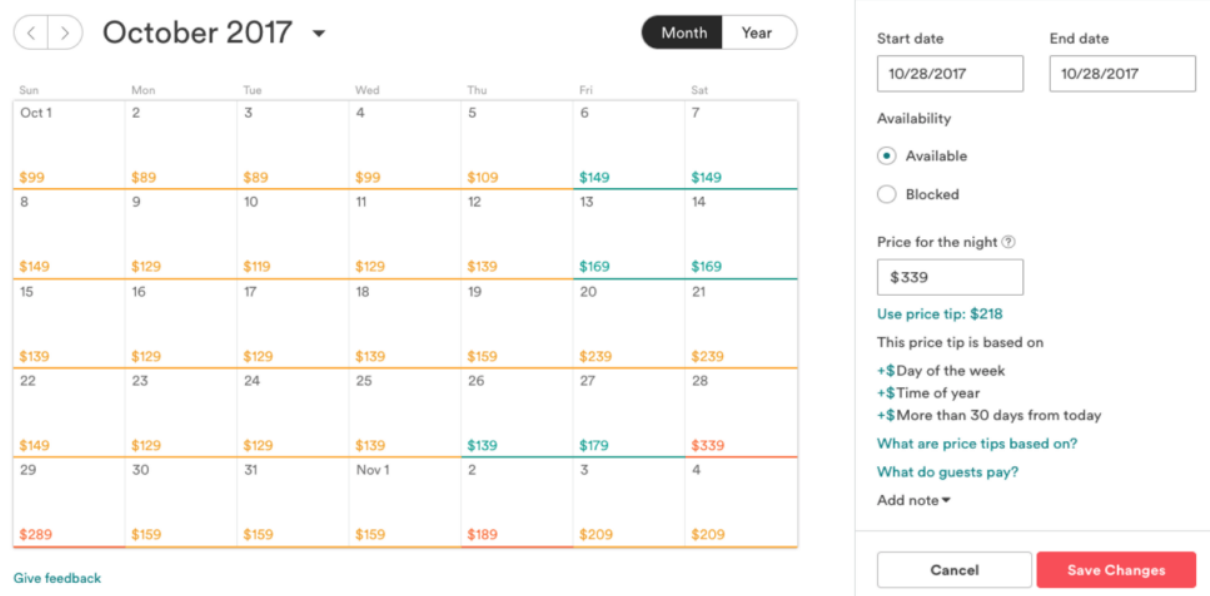 October 2017
Month Year
Sun Mon Tue Wed Thu Fri Sat
Oct 1 2 3 4 5 6 7
$99 $89 $89 $99 $109 $149 $149
8 9 10 11 12 13 14
$149 $129 $119 $129 $139 $169 $169
15 16 17 18 19 20 21
$139 $129 $129 $139 $159 $239 $239
22 23 24 25 26 27 28
$149 $129 $129 $139 $139 $179 $339
29 30 31 Nov 1 2 3 4
$289 $159 $159 $159 $189 $209 $209
Give feedback
Start date End date
10/28/2017 10/28/2017
Availability
Available
Blocked
Price for the night ?
$339
Use price tip: $218
This price tip is based on
+$Day of the week
+$Time of year
+$More than 30 days from today
What are price tips based on?
What do guests pay?
Add note
Cancel Save Changes